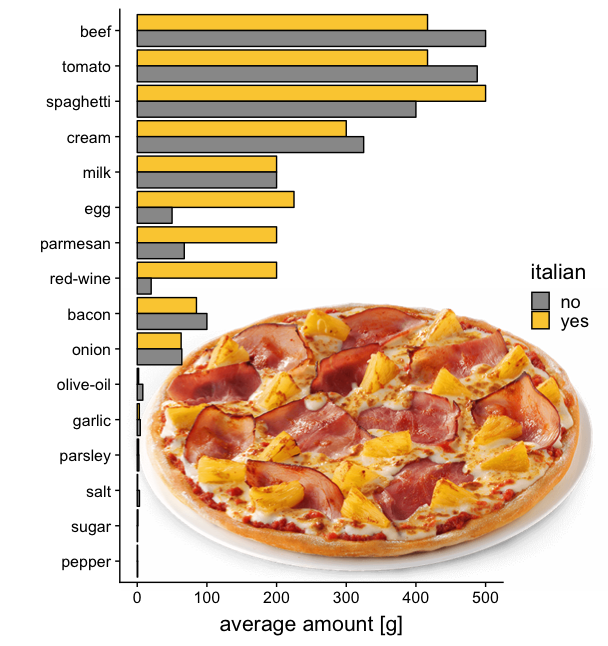 beef
tomato
spaghetti
cream
milk
egg
parmesan
red-wine
bacon
onion
olive-oil
garlic
parsley
salt
sugar
pepper
italian
no
yes
0 100 200 300 400 500
average amount [g]